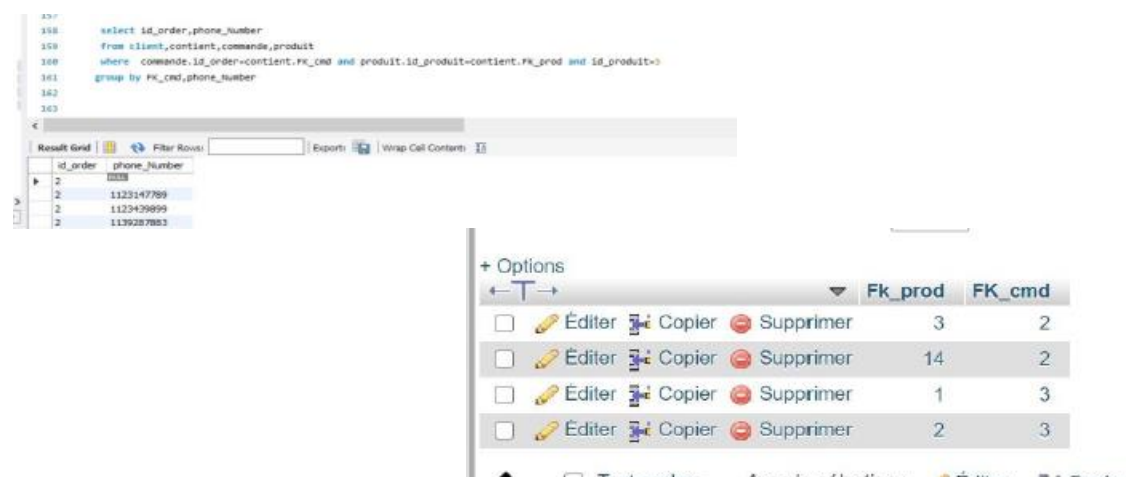 157
158 select id_order,phone_Number
159 from client,contient,commande,produit
160 where commande.id_order=contient.FK_cmd and produit.id_produit=contient.FK_prod and id_produit=3
161 group by FK_cmd,phone_Number
162
163
Result Grid Filter Rows: Export: Wrap Cell Content:
id_order phone_Number
2 NULL
2 1123147789
2 1123439899
2 1139287883
+ Options
Fk_prod FK_cmd
Éditer Copier Supprimer 3 2
Éditer Copier Supprimer 14 2
Éditer Copier Supprimer 1 3
Éditer Copier Supprimer 2 3